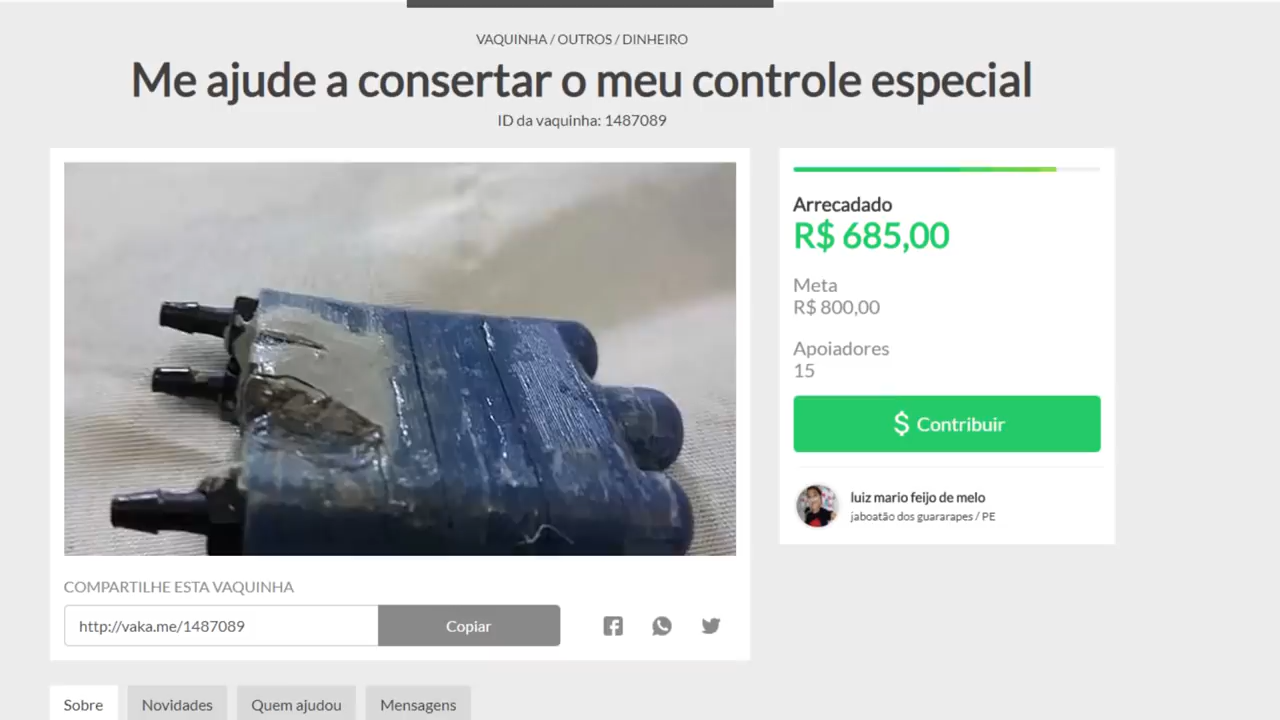 VAQUINHA / OUTROS / DINHEIRO
Me ajude a consertar o meu controle especial
ID da vaquinha: 1487089
Arrecadado
R$ 685,00
Meta
R$ 800,00
Apoiadores
15
$ Contribuir
luiz mario feijo de melo
jaboatão dos guararapes / PE
COMPARTILHE ESTA VAQUINHA
http://vaka.me/1487089
Copiar
Sobre
Novidades
Quem ajudou
Mensagens